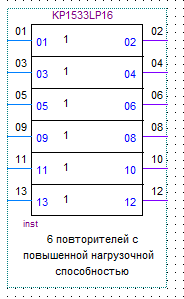 KP1533LP16
01 01 1 02 02
03 03 1 04 04
05 05 1 06 06
09 09 1 08 08
11 11 1 10 10
13 13 1 12 12
inst
6 повторителей с
повышенной нагрузочной
способностью